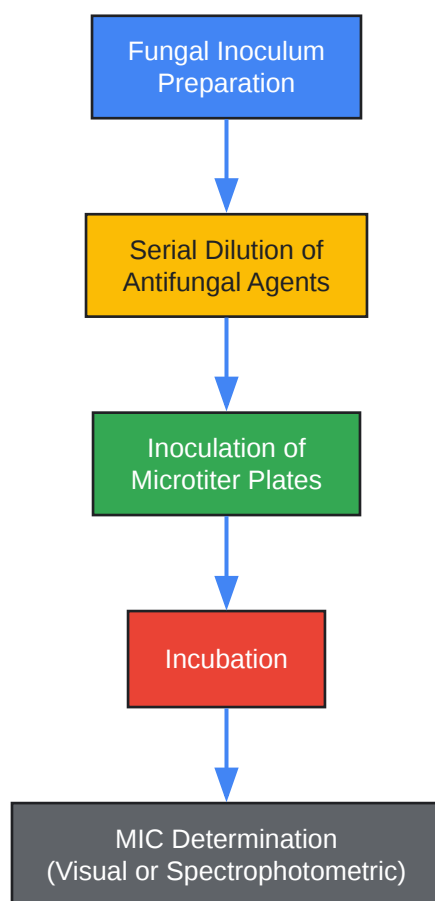 Fungal Inoculum
Preparation
Serial Dilution of
Antifungal Agents
Inoculation of
Microtiter Plates
Incubation
MIC Determination
(Visual or Spectrophotometric)